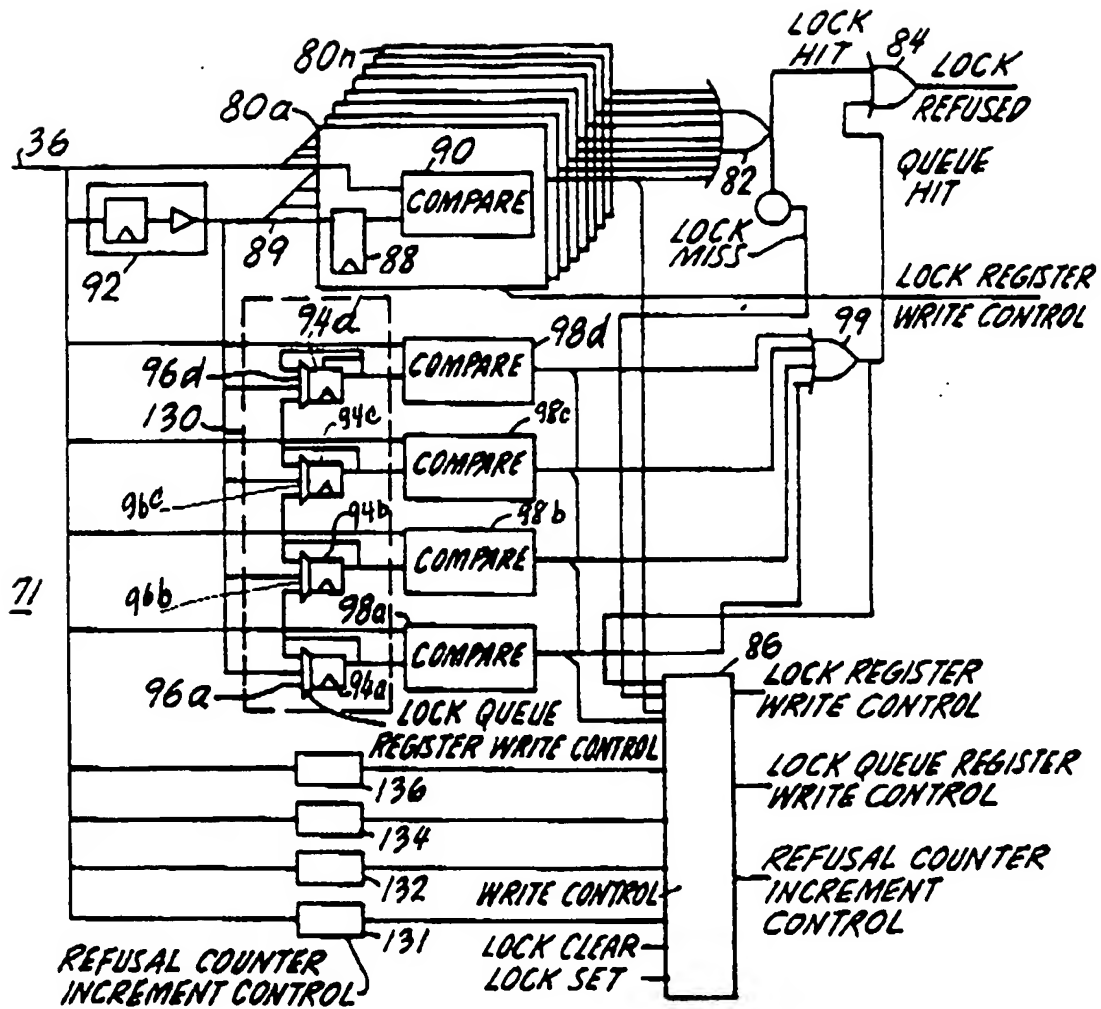 80n
LOCK
HIT
84
LOCK
REFUSED
80a
36
90
COMPARE
82
QUEUE
HIT
LOCK
MISS
92
89
88
LOCK REGISTER
WRITE CONTROL
94d
98d
99
COMPARE
96d
130
94c
98c
COMPARE
96c
94b
98b
COMPARE
96b
71
98a
COMPARE
86
96a
94a
LOCK QUEUE
REGISTER WRITE CONTROL
LOCK REGISTER
WRITE CONTROL
136
LOCK QUEUE REGISTER
WRITE CONTROL
134
132
WRITE CONTROL
REFUSAL COUNTER
INCREMENT
CONTROL
131
LOCK CLEAR
LOCK SET
REFUSAL COUNTER
INCREMENT CONTROL